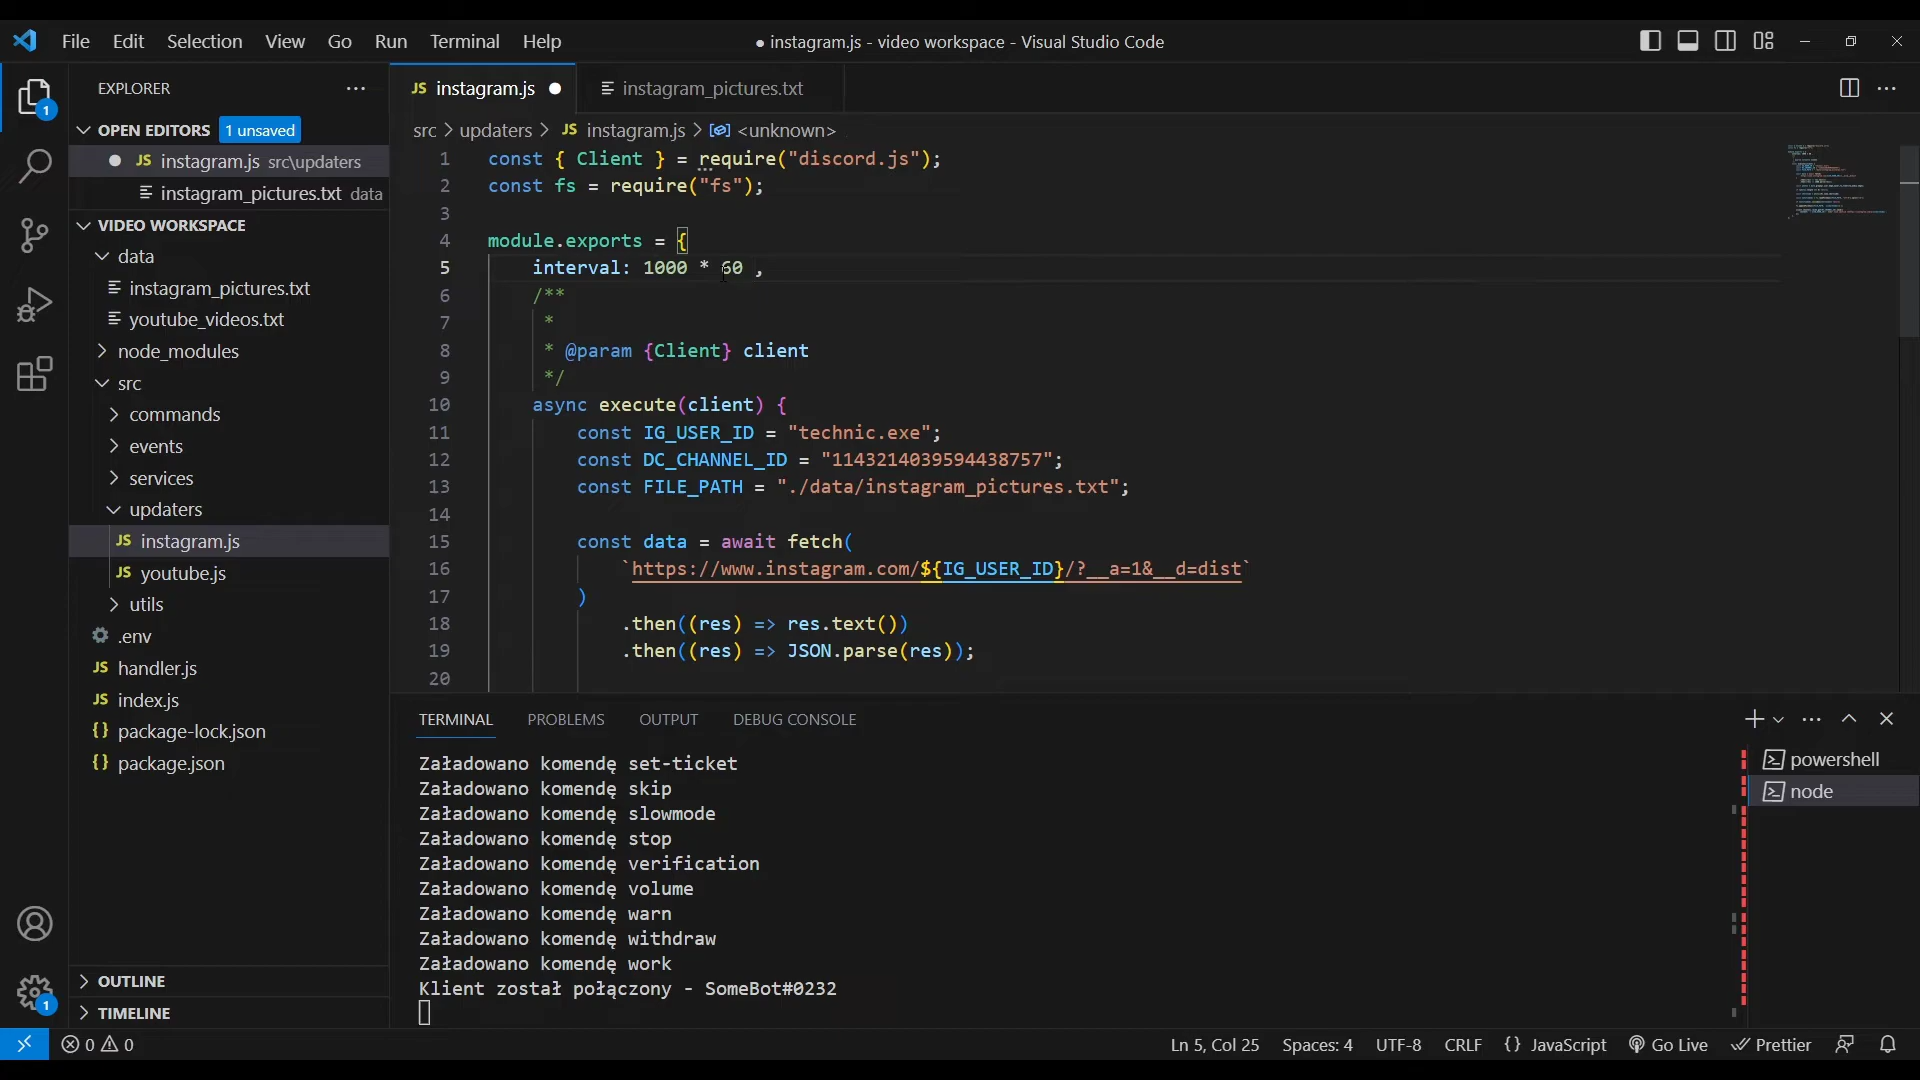 File Edit Selection View Go Run Terminal Help
● instagram.js - video workspace - Visual Studio Code
EXPLORER
OPEN EDITORS 1 unsaved
JS instagram.js src\updaters
instagram_pictures.txt data
VIDEO WORKSPACE
data
instagram_pictures.txt
youtube_videos.txt
node_modules
src
commands
events
services
updaters
JS instagram.js
JS youtube.js
utils
.env
JS handler.js
JS index.js
{} package-lock.json
{} package.json
OUTLINE
TIMELINE
1
1
JS instagram.js
instagram_pictures.txt
src > updaters > JS instagram.js > <unknown>
1 const { Client } = require("discord.js");
2 const fs = require("fs");
3
4 module.exports = {
5 interval: 1000 * 60 ,
6 /**
7 *
8 * @param {Client} client
9 */
10 async execute(client) {
11 const IG_USER_ID = "technic.exe";
12 const DC_CHANNEL_ID = "1143214039594438757";
13 const FILE_PATH = "./data/instagram_pictures.txt";
14
15 const data = await fetch(
16 `https://www.instagram.com/${IG_USER_ID}/?__a=1&__d=dist`
17 )
18 .then((res) => res.text())
19 .then((res) => JSON.parse(res));
20
TERMINAL PROBLEMS OUTPUT DEBUG CONSOLE
Załadowano komendę set-ticket
Załadowano komendę skip
Załadowano komendę slowmode
Załadowano komendę stop
Załadowano komendę verification
Załadowano komendę volume
Załadowano komendę warn
Załadowano komendę withdraw
Załadowano komendę work
Klient został połączony - SomeBot#0232
powershell
node
0 0
Ln 5, Col 25 Spaces: 4 UTF-8 CRLF {} JavaScript Go Live Prettier